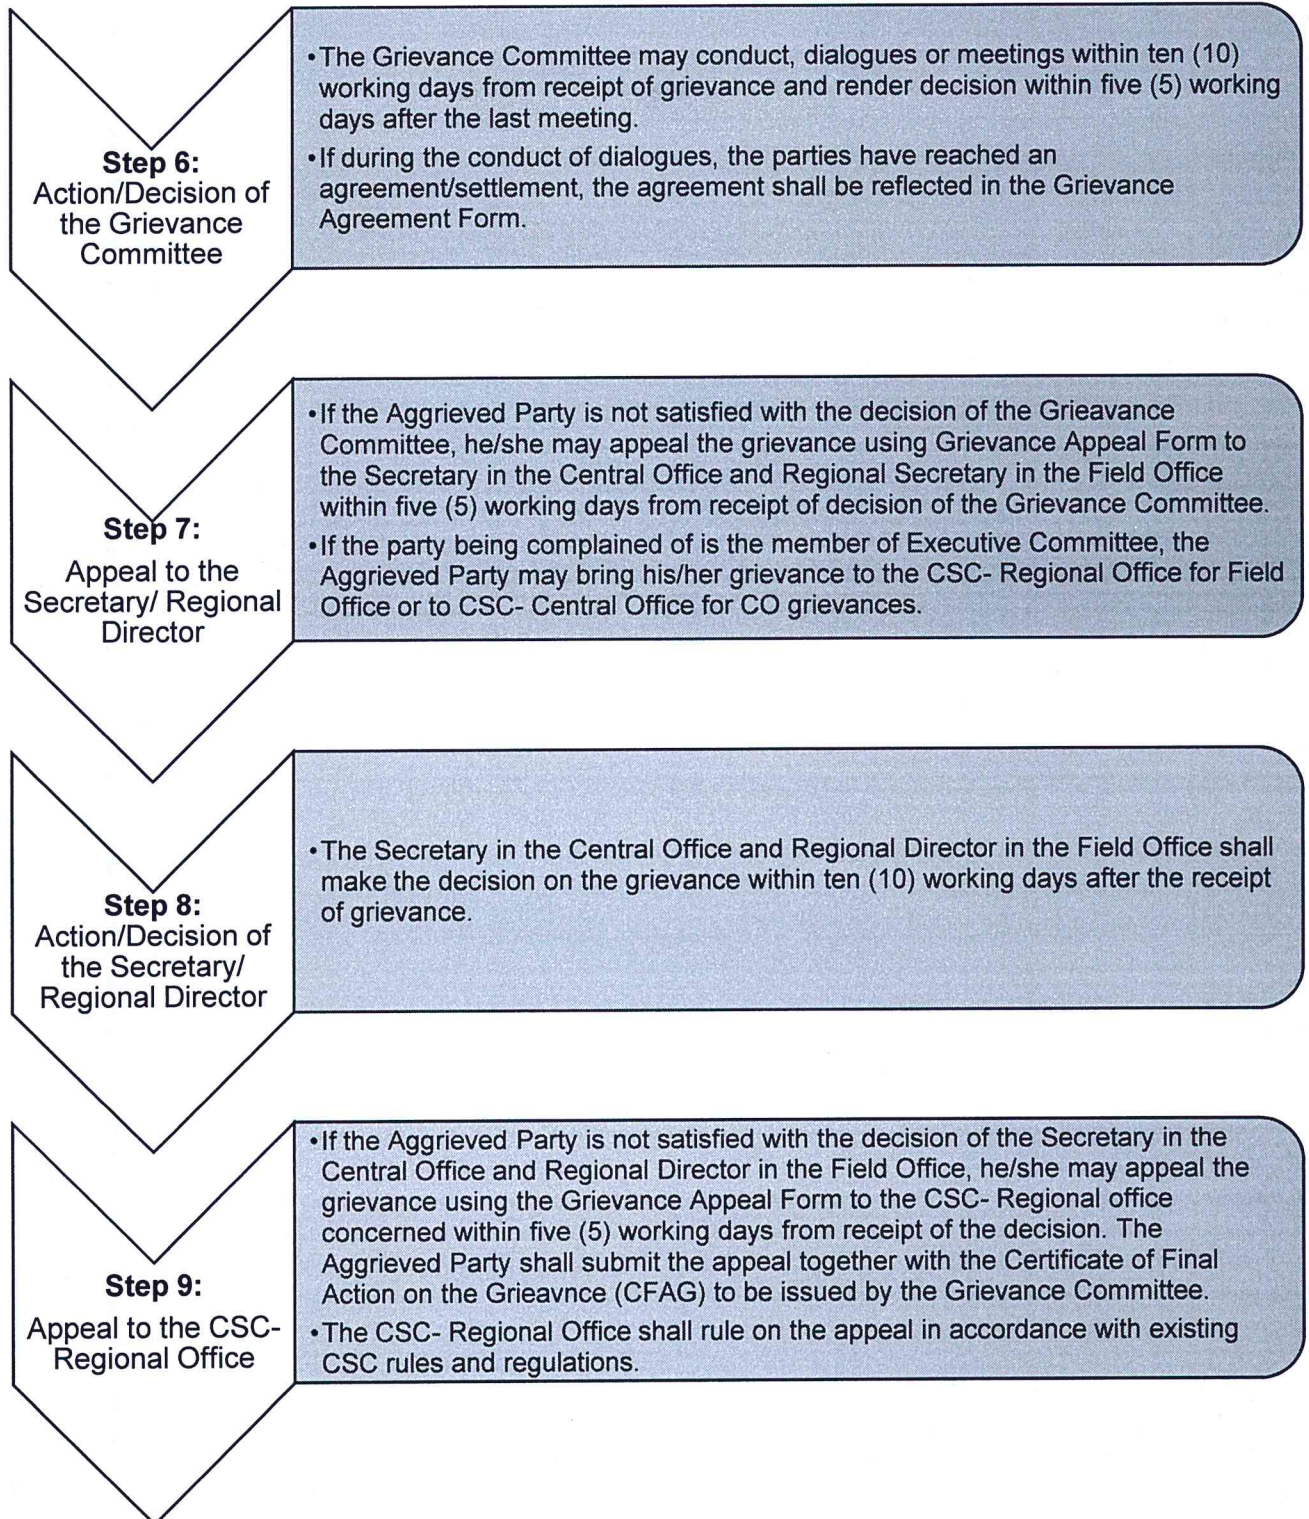 Step 6:
Action/Decision of
the Grievance
Committee
•The Grievance Committee may conduct, dialogues or meetings within ten (10)
working days from receipt of grievance and render decision within five (5) working
days after the last meeting.
•If during the conduct of dialogues, the parties have reached an
agreement/settlement, the agreement shall be reflected in the Grievance
Agreement Form.
Step 7:
Appeal to the
Secretary/ Regional
Director
•If the Aggrieved Party is not satisfied with the decision of the Grieavance
Committee, he/she may appeal the grievance using Grievance Appeal Form to
the Secretary in the Central Office and Regional Secretary in the Field Office
within five (5) working days from receipt of decision of the Grievance Committee.
•If the party being complained of is the member of Executive Committee, the
Aggrieved Party may bring his/her grievance to the CSC- Regional Office for Field
Office or to CSC- Central Office for CO grievances.
Step 8:
Action/Decision of
the Secretary/
Regional Director
•The Secretary in the Central Office and Regional Director in the Field Office shall
make the decision on the grievance within ten (10) working days after the receipt
of grievance.
Step 9:
Appeal to the CSC-
Regional Office
•If the Aggrieved Party is not satisfied with the decision of the Secretary in the
Central Office and Regional Director in the Field Office, he/she may appeal the
grievance using the Grievance Appeal Form to the CSC- Regional office
concerned within five (5) working days from receipt of the decision. The
Aggrieved Party shall submit the appeal together with the Certificate of Final
Action on the Grieavnce (CFAG) to be issued by the Grievance Committee.
•The CSC- Regional Office shall rule on the appeal in accordance with existing
CSC rules and regulations.